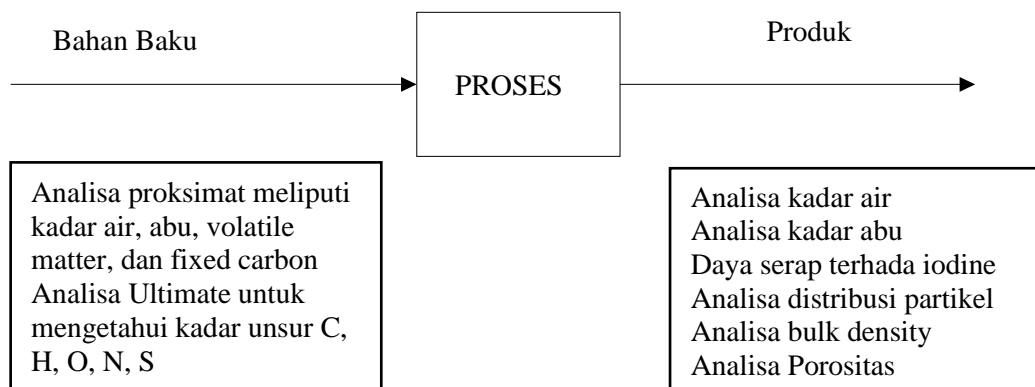 Bahan Baku
PROSES
Produk
Analisa proksimat meliputi
kadar air, abu, volatile
matter, dan fixed carbon
Analisa Ultimate untuk
mengetahui kadar unsur C,
H, O, N, S
Analisa kadar air
Analisa kadar abu
Daya serap terhada iodine
Analisa distribusi partikel
Analisa bulk density
Analisa Porositas